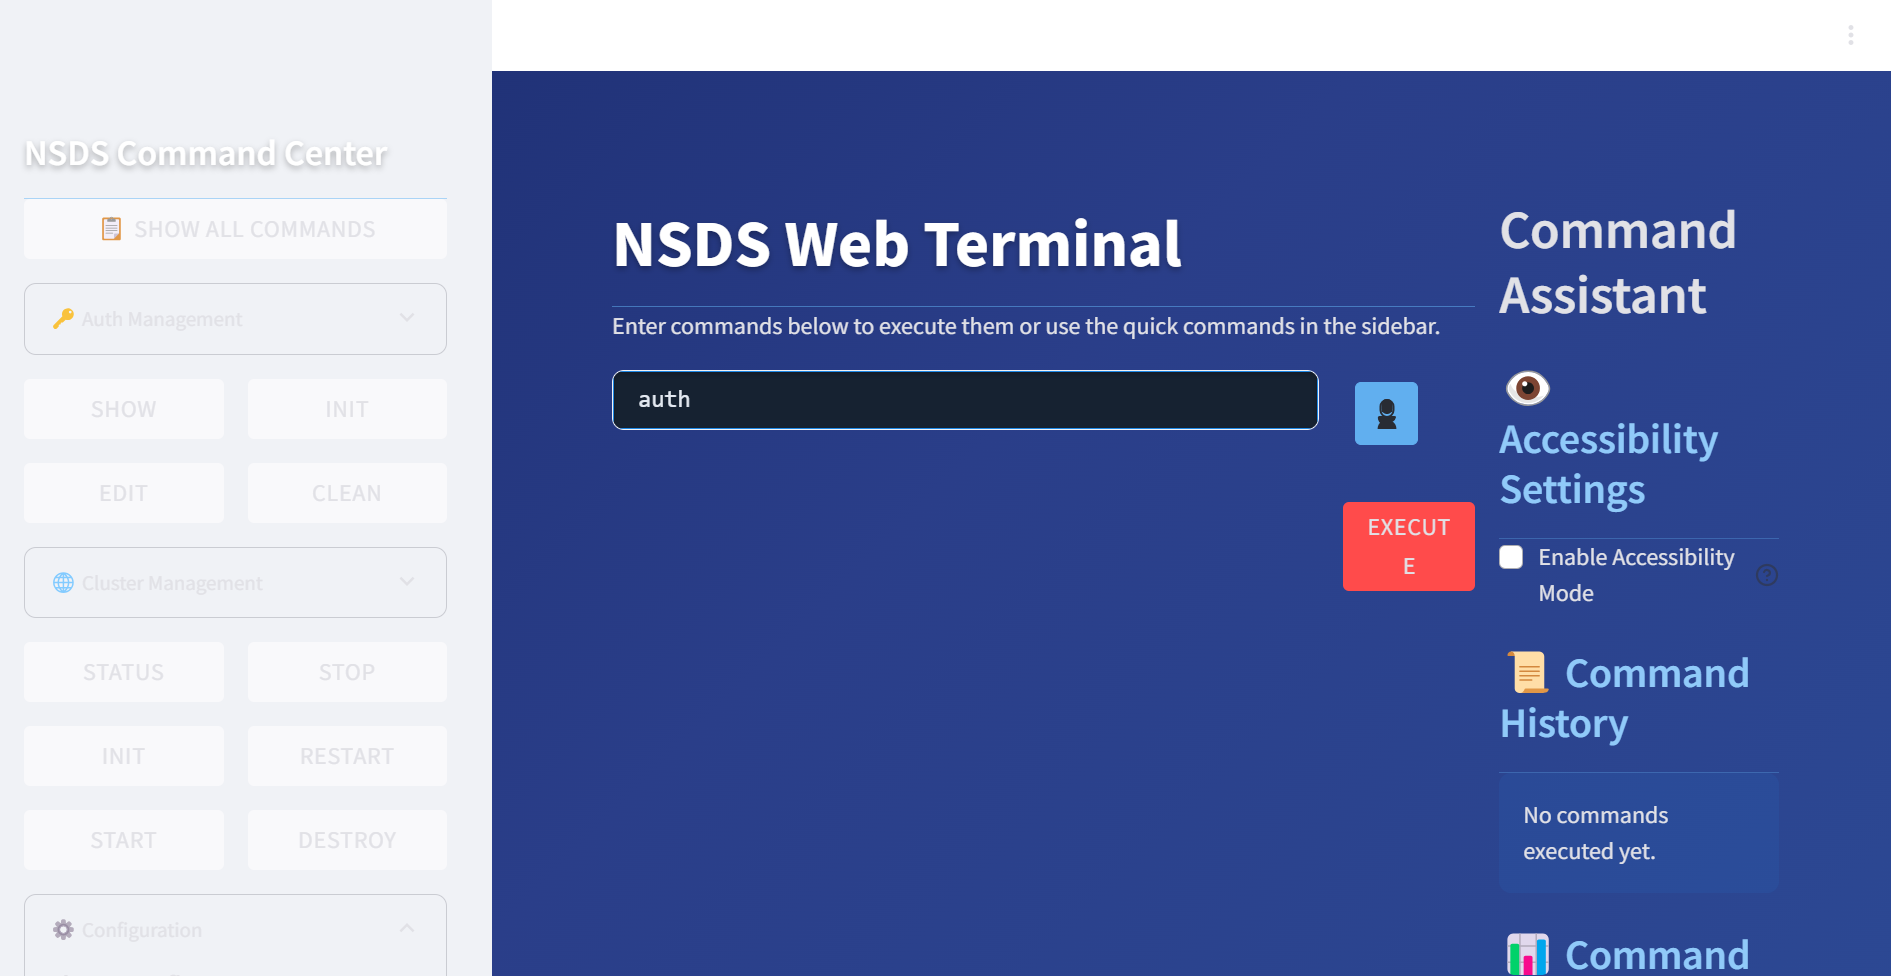 NSDS Command Center
SHOW ALL COMMANDS
Auth Management
SHOW
INIT
EDIT
CLEAN
Cluster Management
STATUS
STOP
INIT
RESTART
START
DESTROY
Configuration
NSDS Web Terminal
Enter commands below to execute them or use the quick commands in the sidebar.
auth
EXECUT
E
Command
Assistant
Accessibility
Settings
Enable Accessibility
Mode
Command
History
No commands
executed yet.
Command